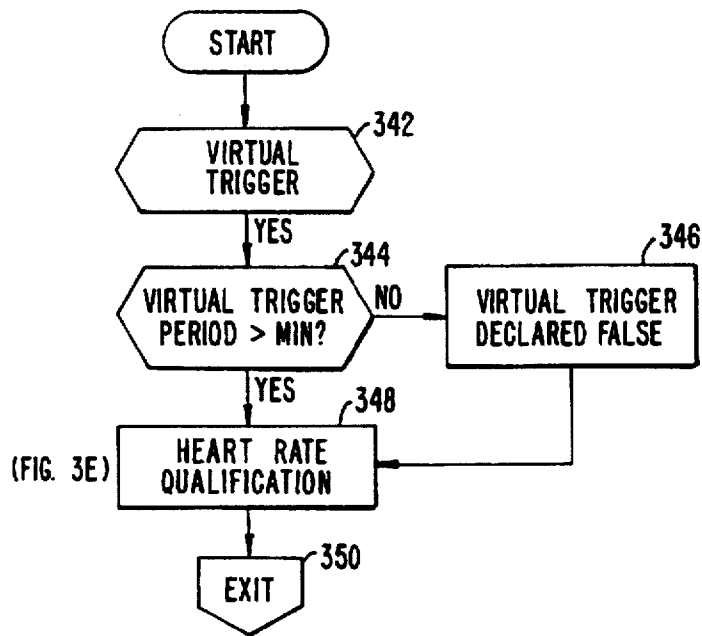 START
342
VIRTUAL
TRIGGER
YES
344
VIRTUAL TRIGGER
PERIOD > MIN?
NO
346
VIRTUAL TRIGGER
DECLARED FALSE
YES
348
(FIG. 3E)
HEART RATE
QUALIFICATION
350
EXIT